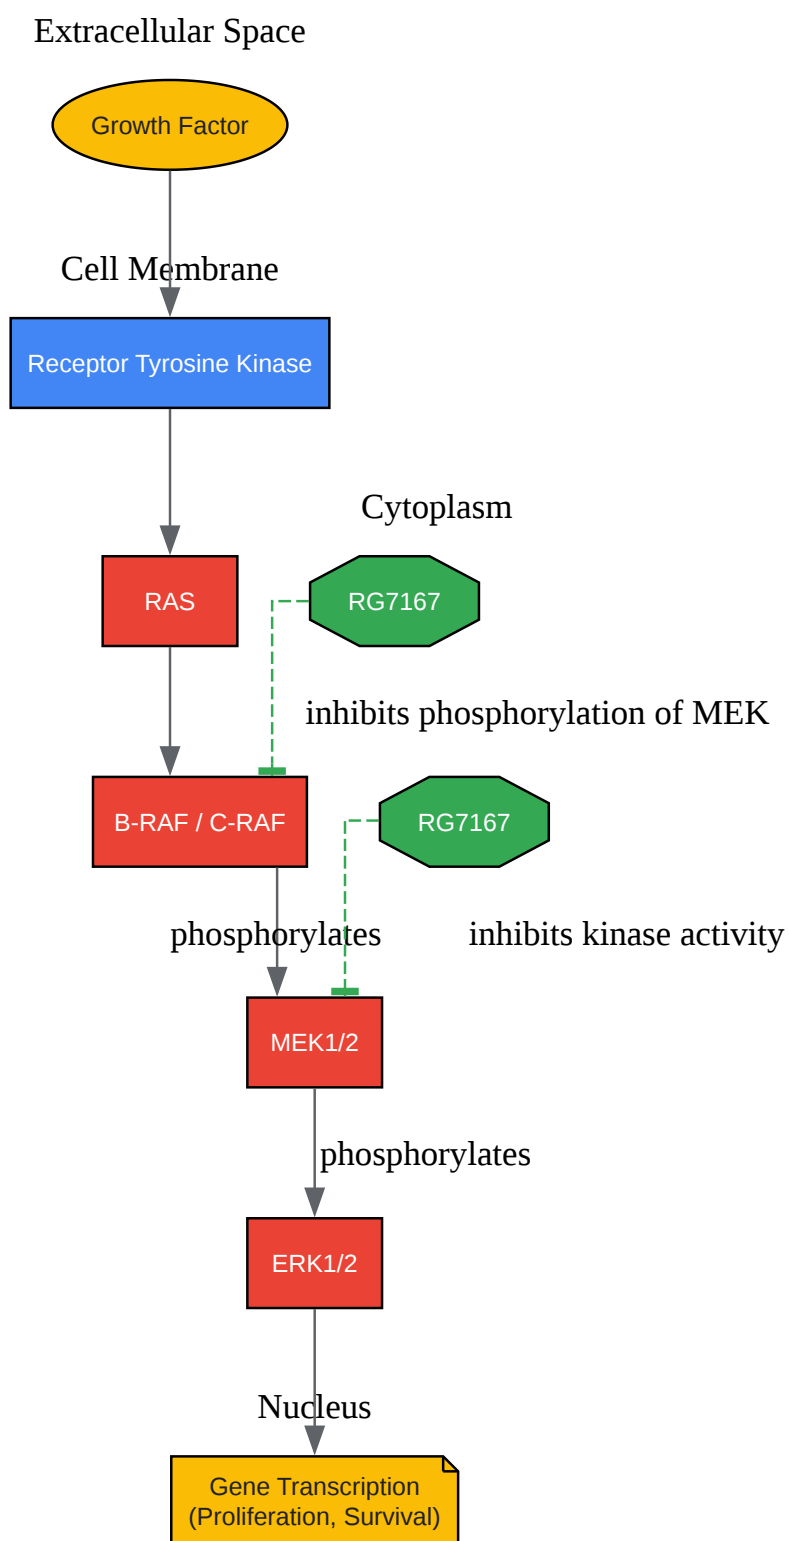 Extracellular Space
Growth Factor
Cell Membrane
Receptor Tyrosine Kinase
Cytoplasm
RAS
RG7167
inhibits phosphorylation of MEK
B-RAF / C-RAF
RG7167
phosphorylates
inhibits kinase activity
MEK1/2
phosphorylates
ERK1/2
Nucleus
Gene Transcription
(Proliferation, Survival)